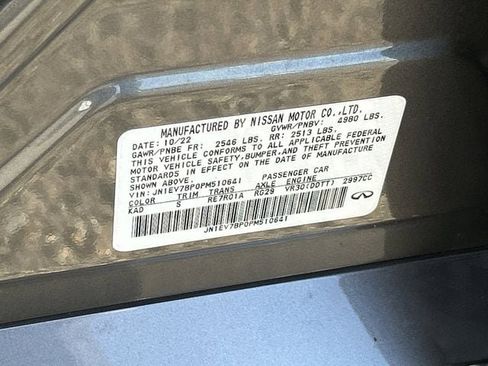 MANUFACTURED BY NISSAN MOTOR CO.,LTD.
DATE: 10/22 GVWR/PNBV: 4980 LBS.
GAWR/PNBE FR: 2546 LBS. RR: 2513 LBS.
THIS VEHICLE CONFORMS TO ALL APPLICABLE FEDERAL
MOTOR VEHICLE SAFETY, BUMPER, AND THEFT PREVENTION
STANDARDS IN EFFECT ON THE DATE OF MANUFACTURE
SHOWN ABOVE.
VIN: JN1EV7BP0PM510641 PASSENGER CAR
COLOR TRIM TRANS AXLE ENGINE
KAD S RE7R01A RG29 VR30(DDTT) 2997CC
JN1EV7BP0PM510641